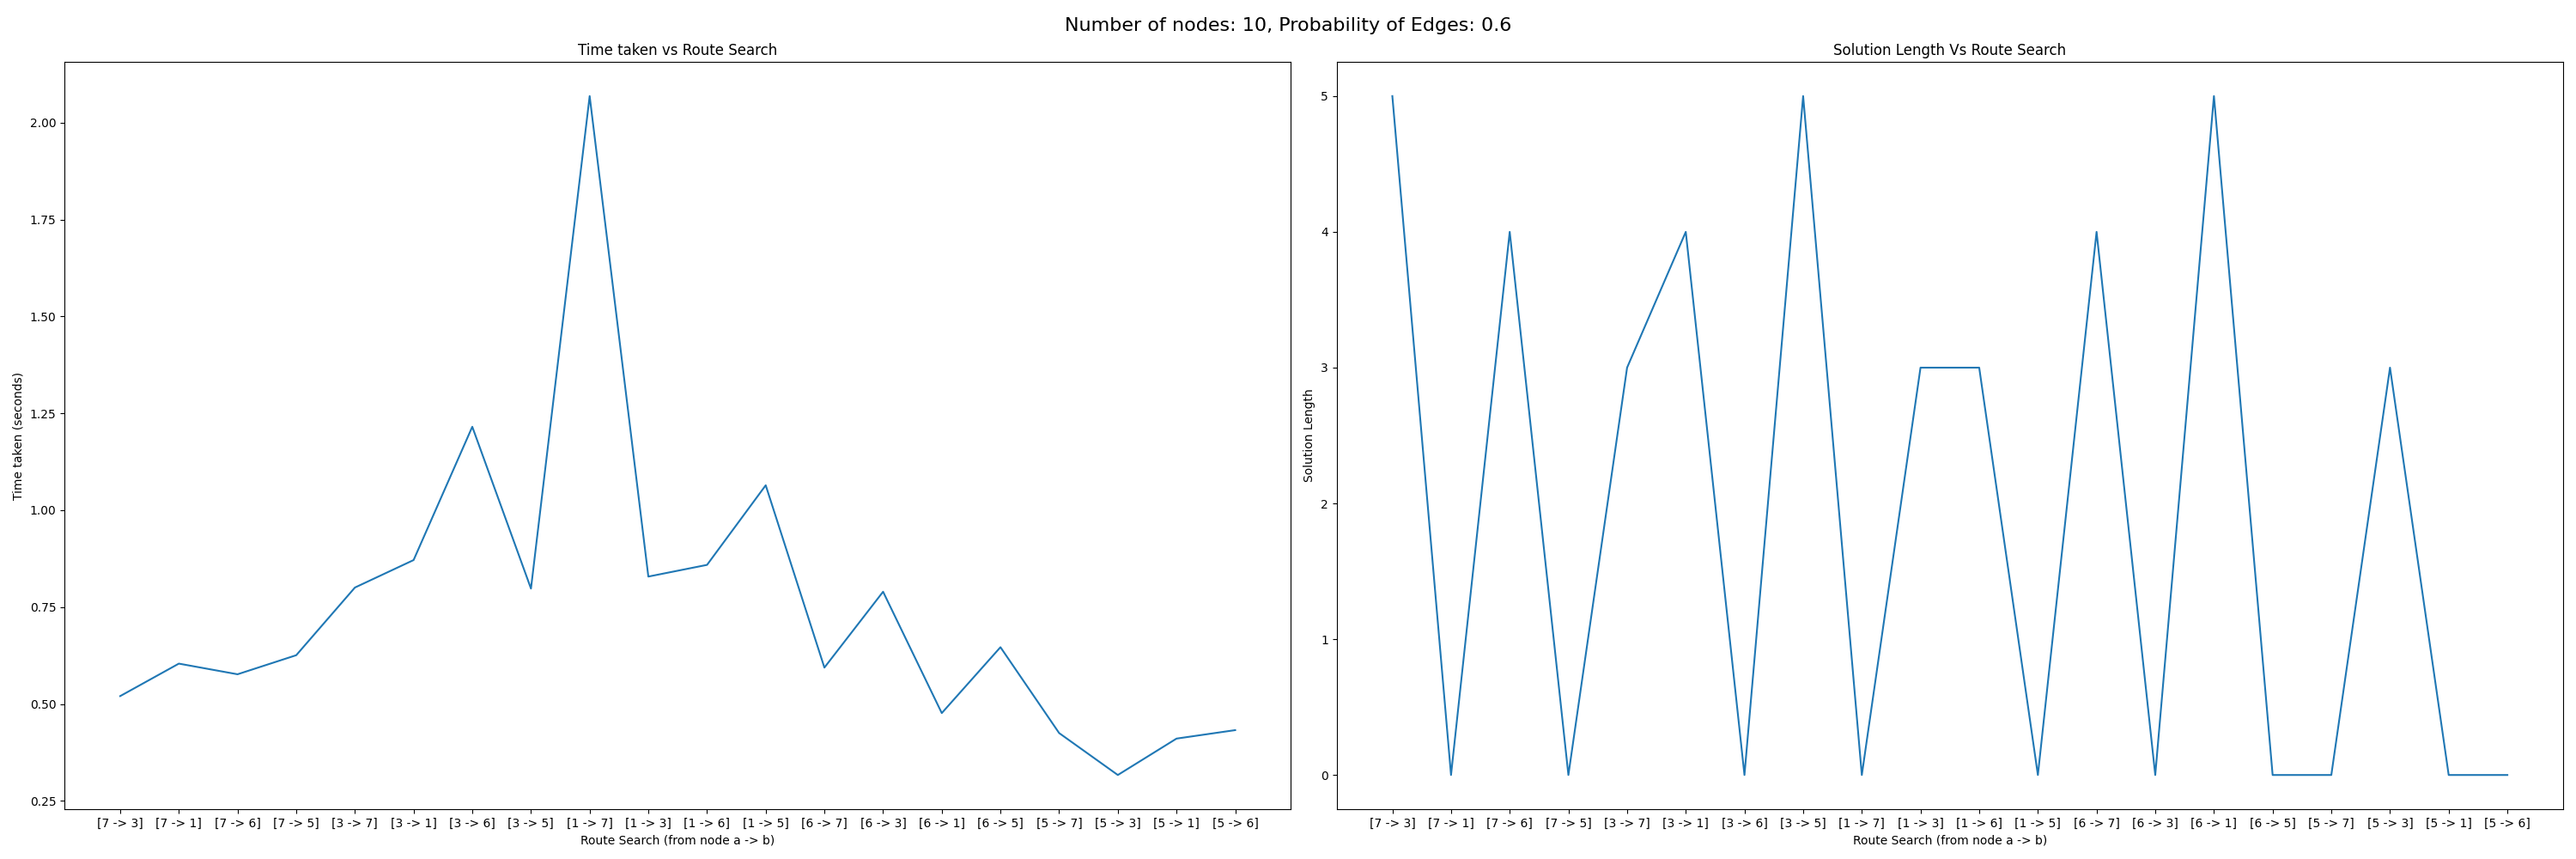 Number of nodes: 10, Probability of Edges: 0.6
Time taken vs Route Search
Time taken (seconds)
2.00
1.75
1.50
1.25
1.00
0.75
0.50
0.25
[7 -> 3] [7 -> 1] [7 -> 6] [7 -> 5] [3 -> 7] [3 -> 1] [3 -> 6] [3 -> 5] [1 -> 7] [1 -> 3] [1 -> 6] [1 -> 5] [6 -> 7] [6 -> 3] [6 -> 1] [6 -> 5] [5 -> 7] [5 -> 3] [5 -> 1] [5 -> 6]
Route Search (from node a -> b)
Solution Length Vs Route Search
Solution Length
5
4
3
2
1
0
[7 -> 3] [7 -> 1] [7 -> 6] [7 -> 5] [3 -> 7] [3 -> 1] [3 -> 6] [3 -> 5] [1 -> 7] [1 -> 3] [1 -> 6] [1 -> 5] [6 -> 7] [6 -> 3] [6 -> 1] [6 -> 5] [5 -> 7] [5 -> 3] [5 -> 1] [5 -> 6]
Route Search (from node a -> b)